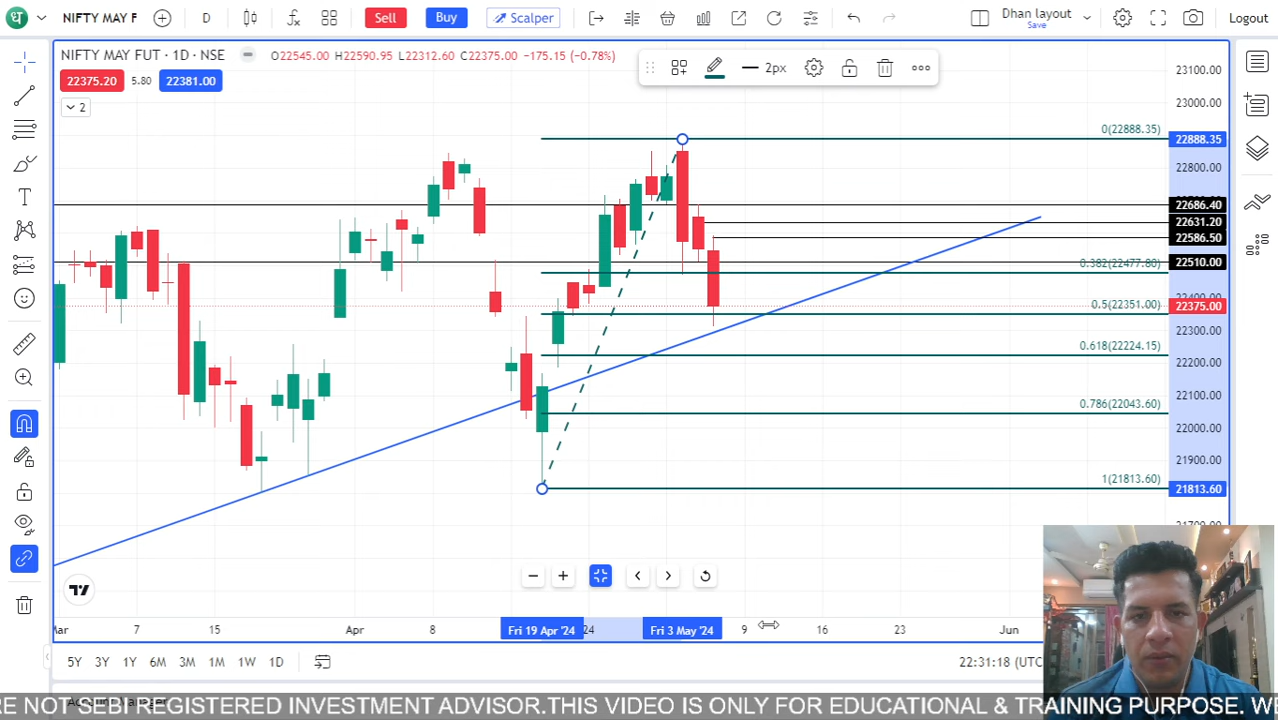 NIFTY MAY F
D
Sell
Buy
Scalper
Dhan layout
Save
Logout
NIFTY MAY FUT · 1D · NSE
O22545.00 H22590.95 L22312.60 C22375.00 −175.15 (−0.78%)
22375.20
5.80
22381.00
2
2px
T
0(22888.35)
0.382(22477.80)
0.5(22351.00)
0.618(22224.15)
0.786(22043.60)
1(21813.60)
23100.00
23000.00
22888.35
22800.00
22686.40
22631.20
22586.50
22510.00
22375.00
22300.00
22200.00
22100.00
22000.00
21900.00
21813.60
Mar
7
15
Apr
8
Fri 19 Apr '24
24
Fri 3 May '24
9
16
23
Jun
5Y
3Y
1Y
6M
3M
1M
1W
1D
22:31:18 (UTC
RE NOT SEBI REGISTERED INVESTMENT ADVISOR.THIS VIDEO IS ONLY FOR EDUCATIONAL & TRAINING PURPOSE. WE